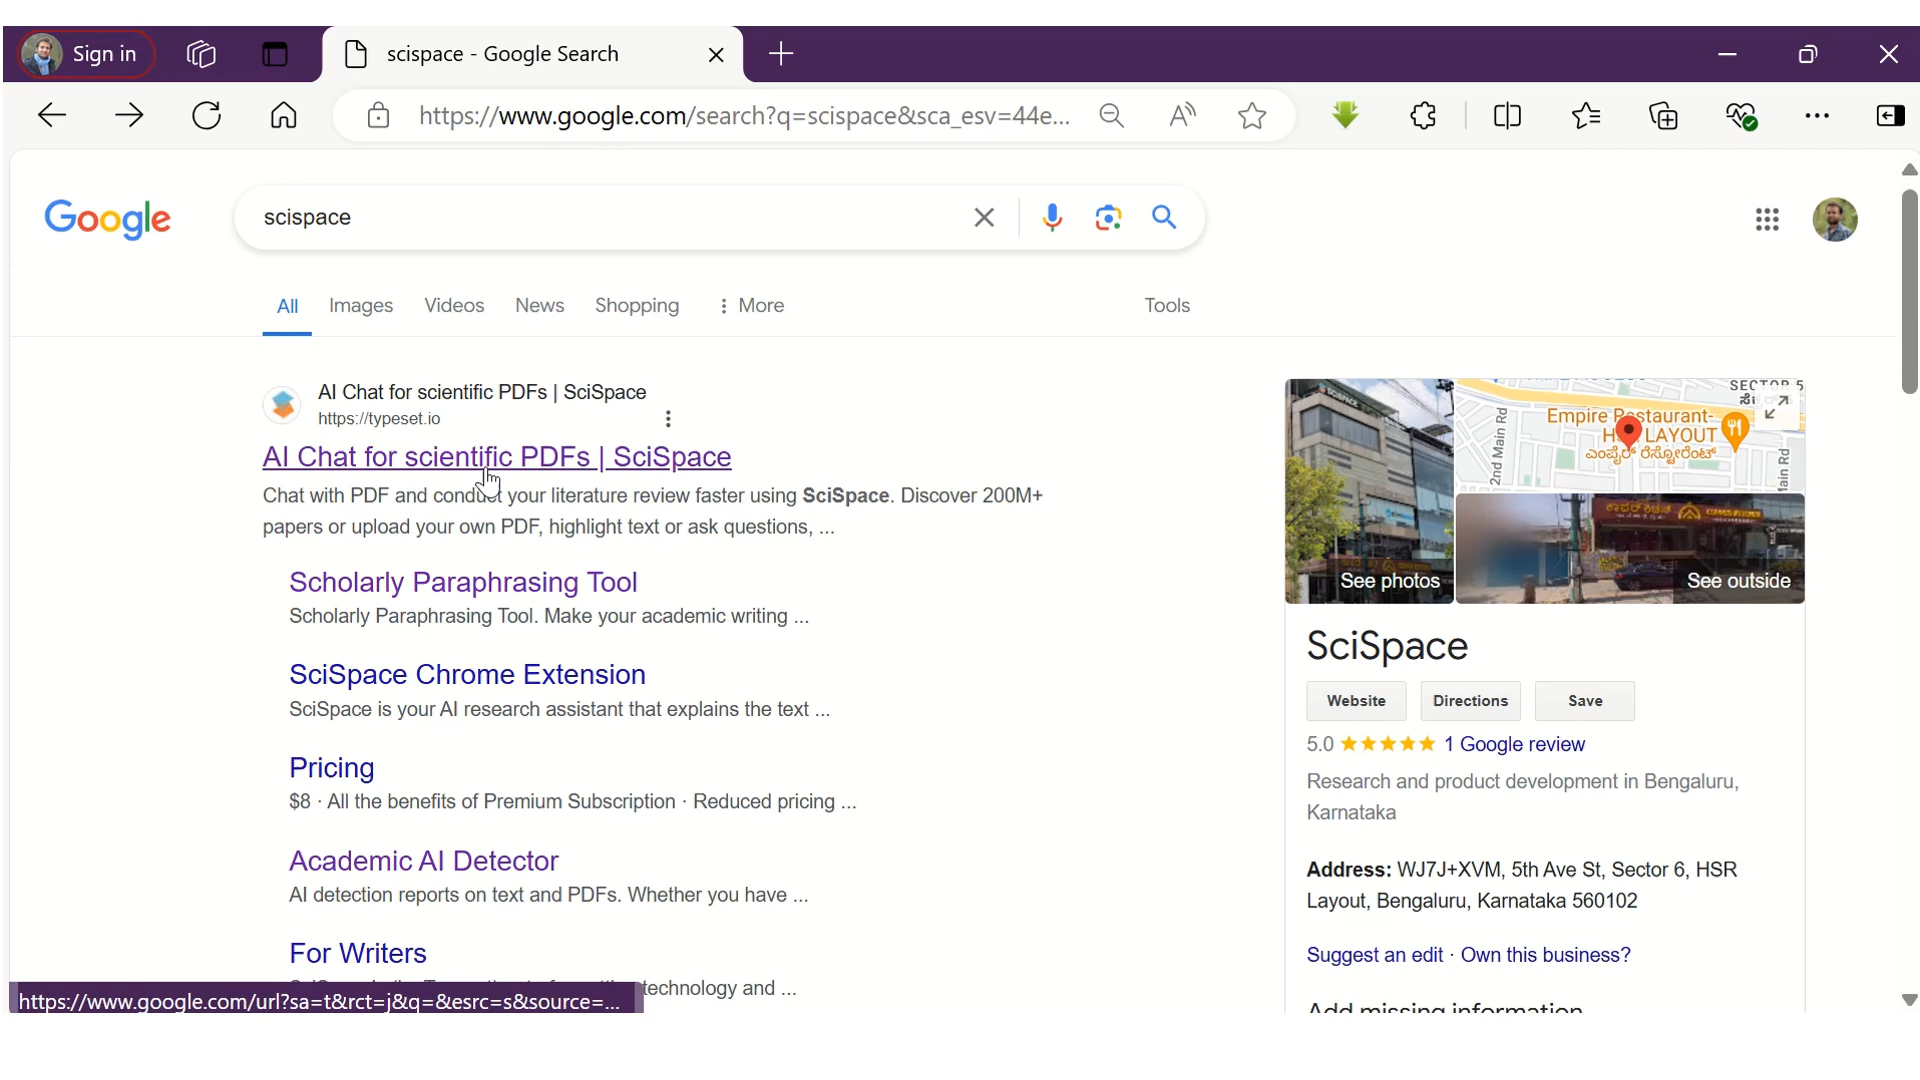 Sign in
scispace - Google Search
https://www.google.com/search?q=scispace&sca_esv=44e...
Google
scispace
All Images Videos News Shopping More Tools
AI Chat for scientific PDFs | SciSpace
https://typeset.io
AI Chat for scientific PDFs | SciSpace
Chat with PDF and conduct your literature review faster using SciSpace. Discover 200M+
papers or upload your own PDF, highlight text or ask questions, ...
Scholarly Paraphrasing Tool
Scholarly Paraphrasing Tool. Make your academic writing ...
SciSpace Chrome Extension
SciSpace is your AI research assistant that explains the text ...
Pricing
$8 · All the benefits of Premium Subscription · Reduced pricing ...
Academic AI Detector
AI detection reports on text and PDFs. Whether you have ...
For Writers
technology and ...
https://www.google.com/url?sa=t&rct=j&q=&esrc=s&source=...
SECTOR 5
Empire Restaurant-
LAYOUT
ಎಂಪೈರ್ ರೆಸ್ಟೋರೆಂಟ್
2nd Main Rd
Main Rd
See photos
See outside
SciSpace
Website Directions Save
5.0 1 Google review
Research and product development in Bengaluru,
Karnataka
Address: WJ7J+XVM, 5th Ave St, Sector 6, HSR
Layout, Bengaluru, Karnataka 560102
Suggest an edit · Own this business?
Add missing information